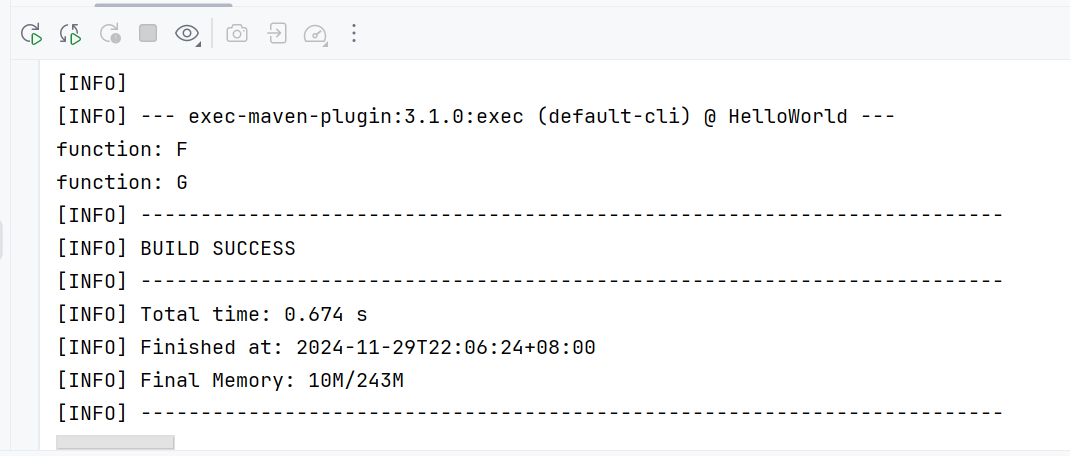 [INFO]
[INFO] --- exec-maven-plugin:3.1.0:exec (default-cli) @ HelloWorld ---
function: F
function: G
[INFO] ------------------------------------------------------------------------
[INFO] BUILD SUCCESS
[INFO] ------------------------------------------------------------------------
[INFO] Total time: 0.674 s
[INFO] Finished at: 2024-11-29T22:06:24+08:00
[INFO] Final Memory: 10M/243M
[INFO] ------------------------------------------------------------------------